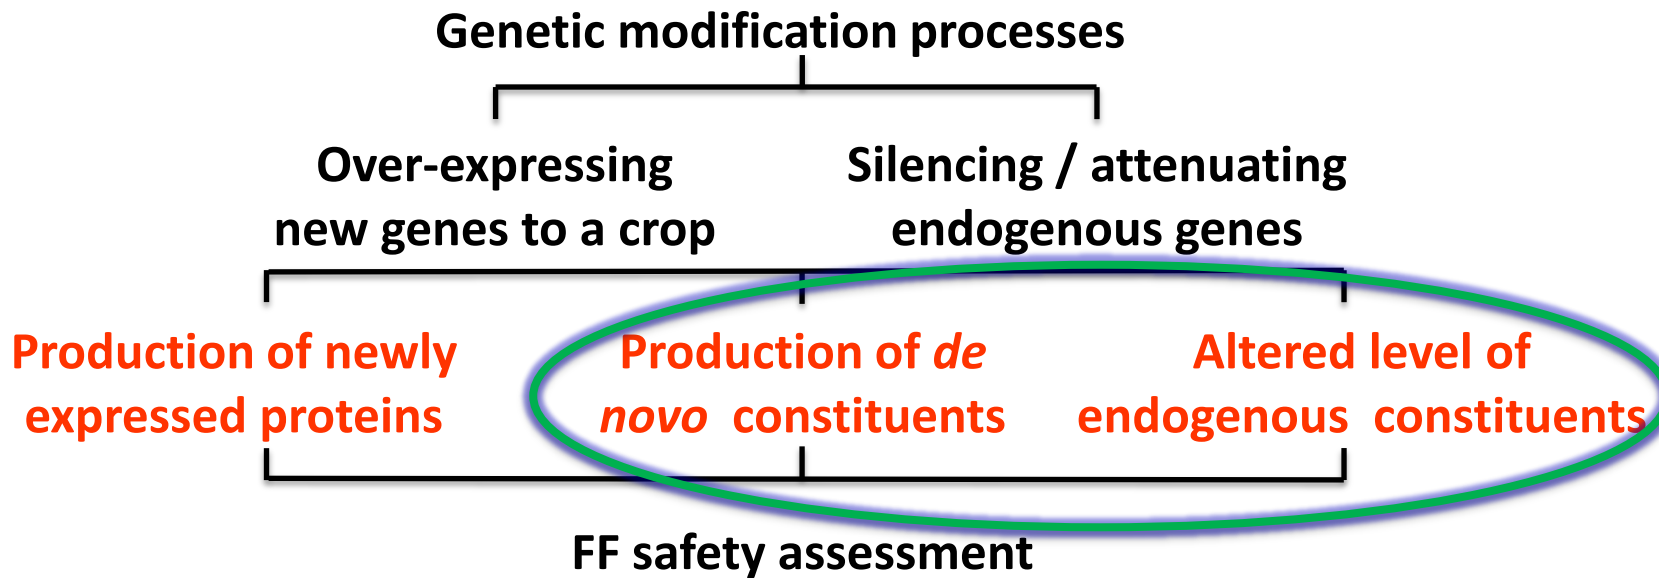 Genetic modification processes
Over-expressing
new genes to a crop
Silencing / attenuating
endogenous genes
Production of newly
expressed proteins
Production of de
novo constituents
Altered level of
endogenous constituents
FF safety assessment